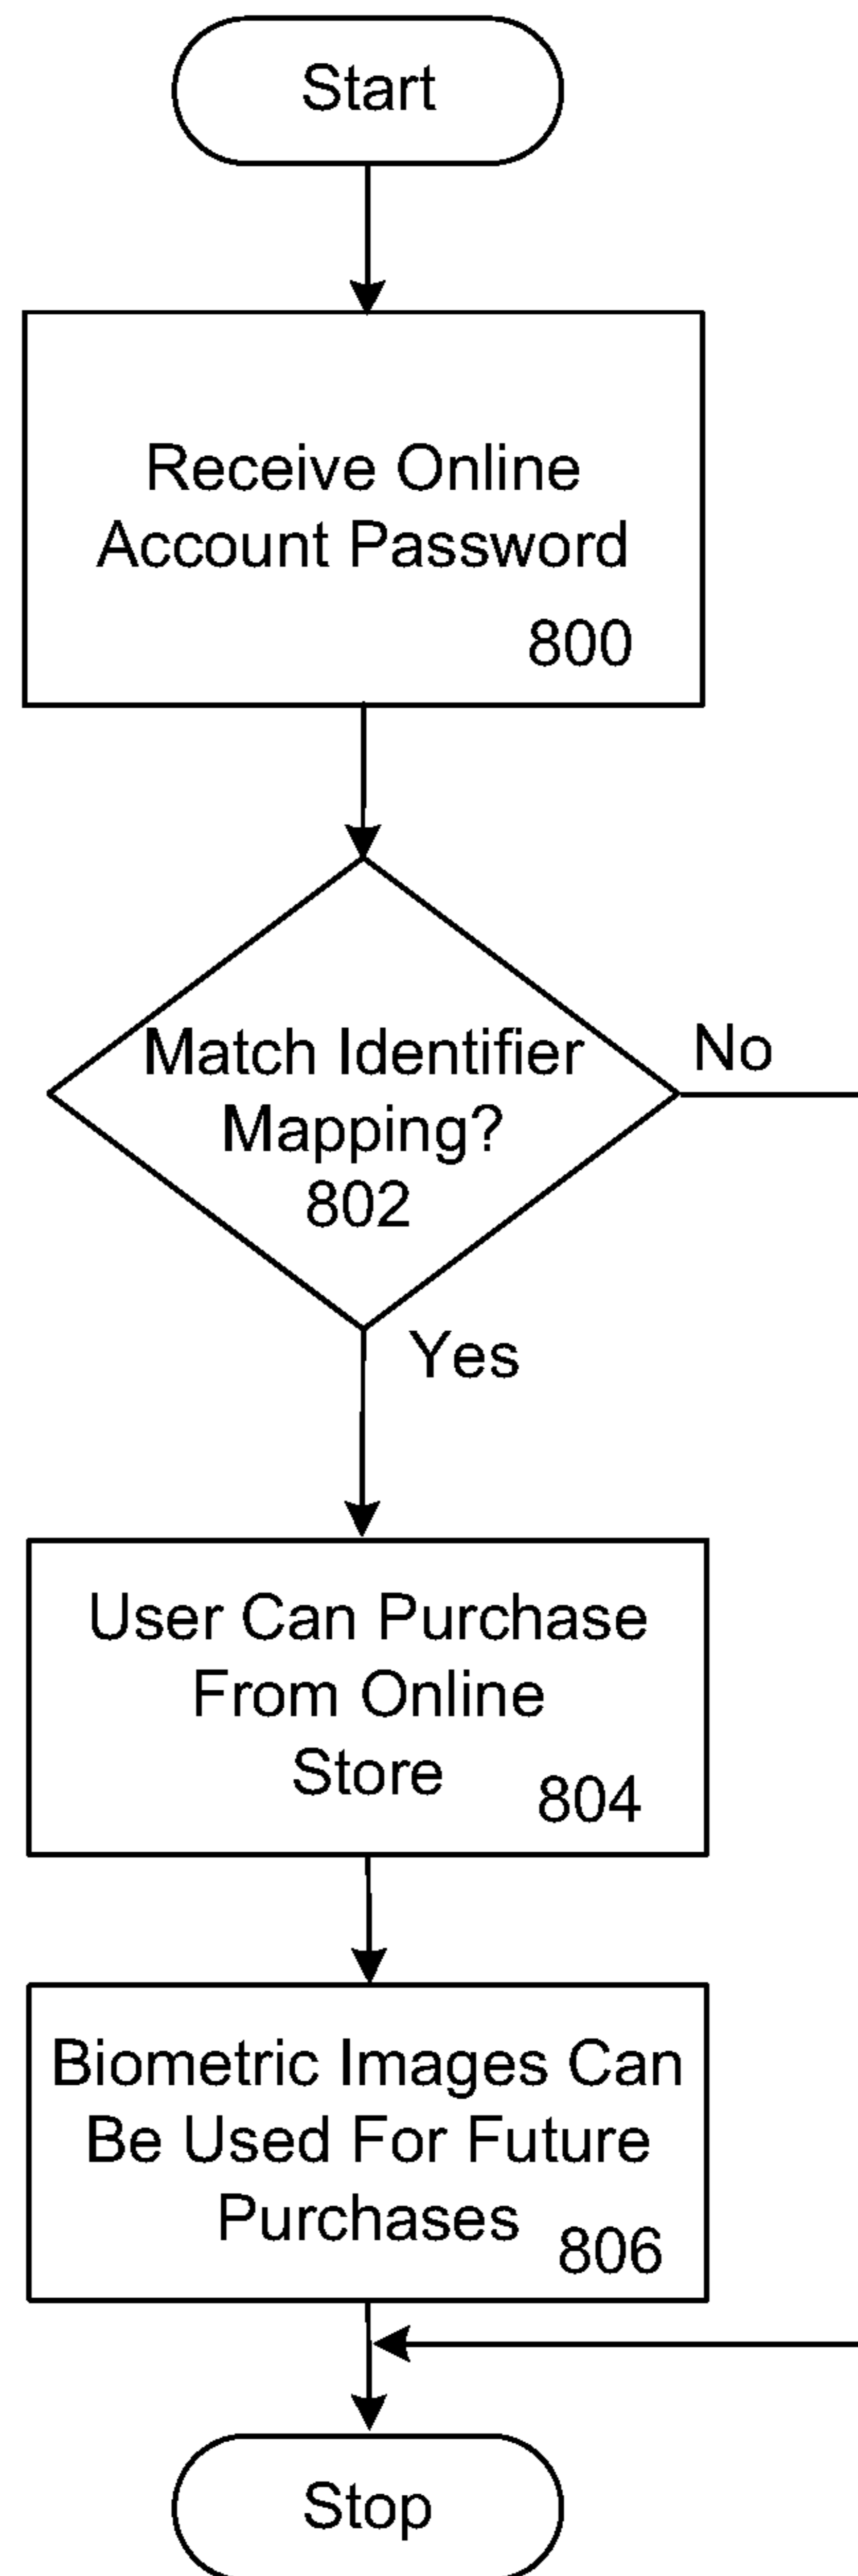 Start
Receive Online
Account Password
800
Match Identifier
Mapping?
802
No
Yes
User Can Purchase
From Online
Store
804
Biometric Images Can
Be Used For Future
Purchases
806
Stop